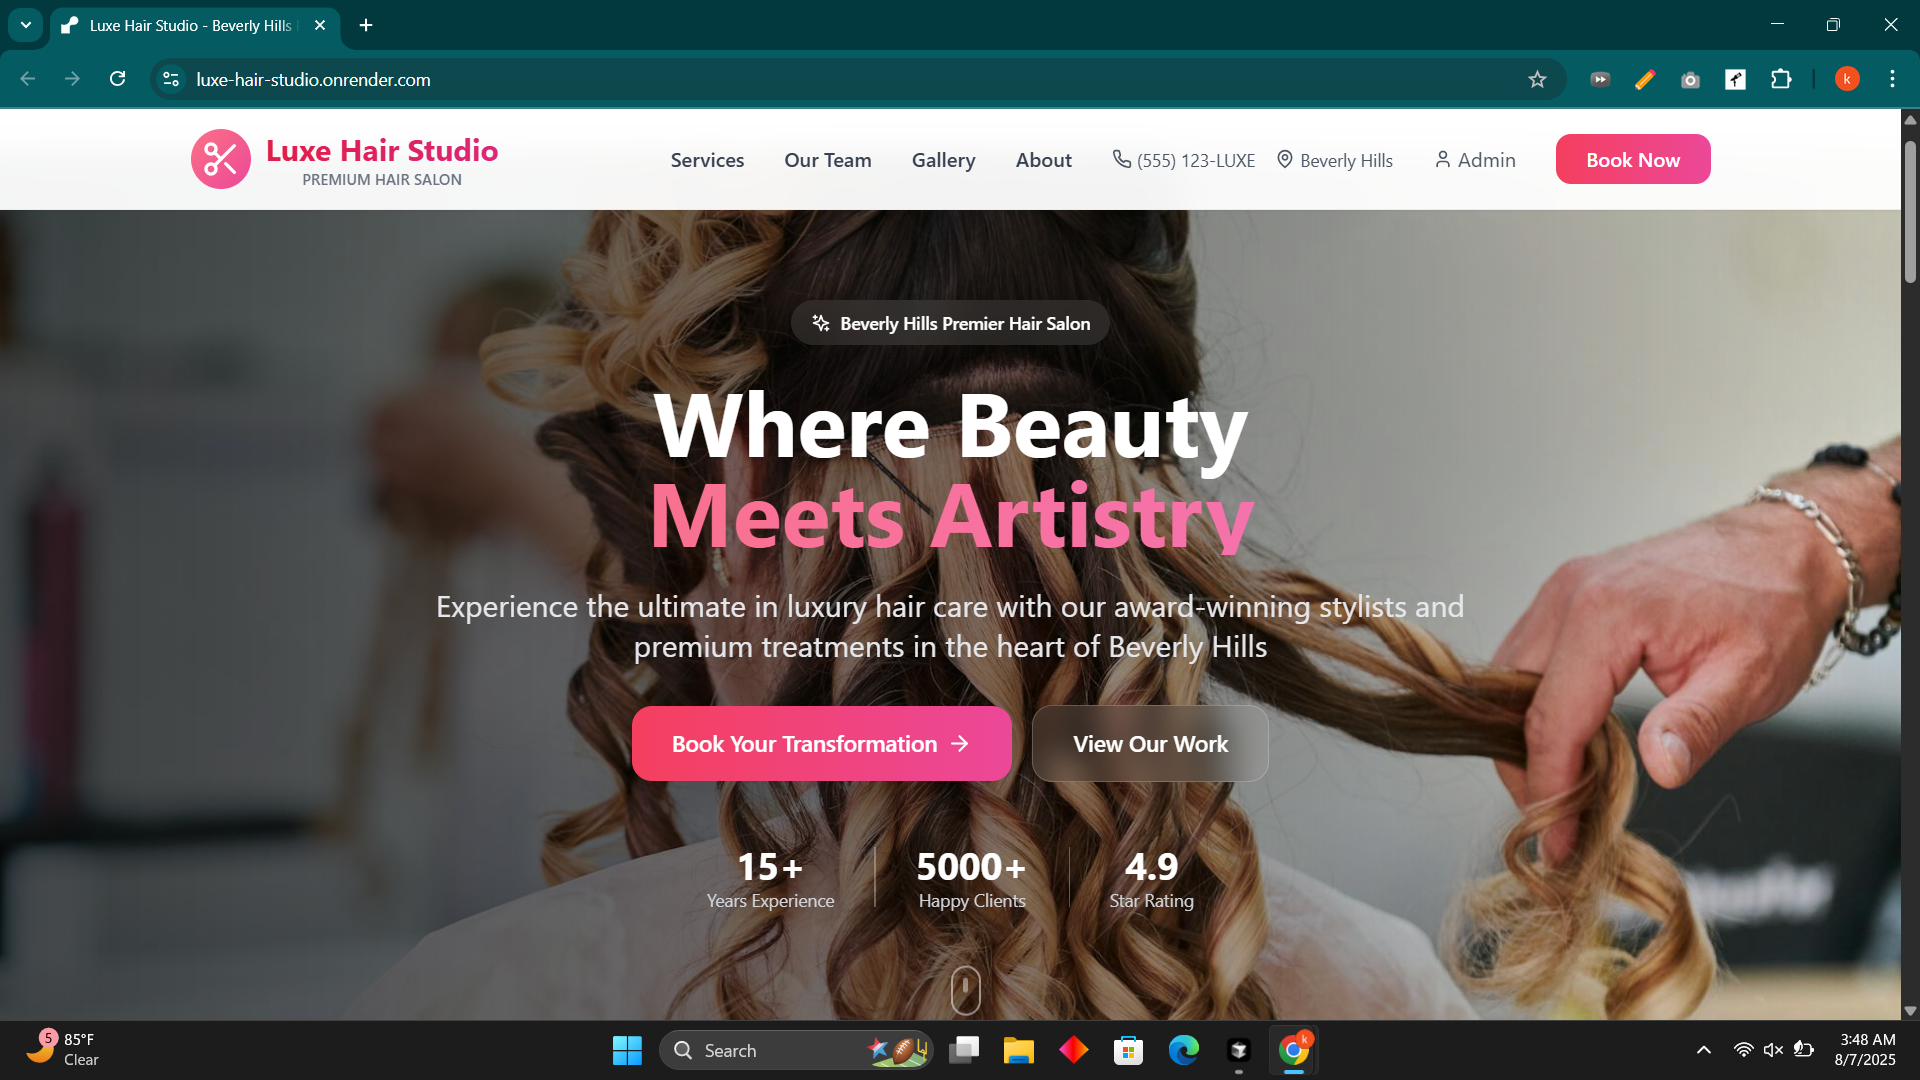 Luxe Hair Studio - Beverly Hills
luxe-hair-studio.onrender.com
k
Luxe Hair Studio
PREMIUM HAIR SALON
Services
Our Team
Gallery
About
(555) 123-LUXE
Beverly Hills
Admin
Book Now
Beverly Hills Premier Hair Salon
Where Beauty
Meets Artistry
Experience the ultimate in luxury hair care with our award-winning stylists and
premium treatments in the heart of Beverly Hills
Book Your Transformation
View Our Work
15+
Years Experience
5000+
Happy Clients
4.9
Star Rating
5
85°F
Clear
Search
k
3:48 AM
8/7/2025